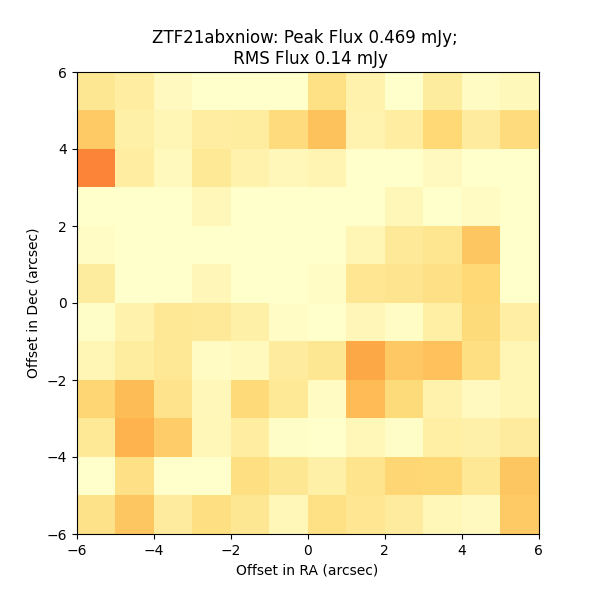 ZTF21abxniow: Peak Flux 0.469 mJy;
RMS Flux 0.14 mJy
6
4
2
0
−2
−4
−6
Offset in Dec (arcsec)
−6 −4 −2 0 2 4 6
Offset in RA (arcsec)